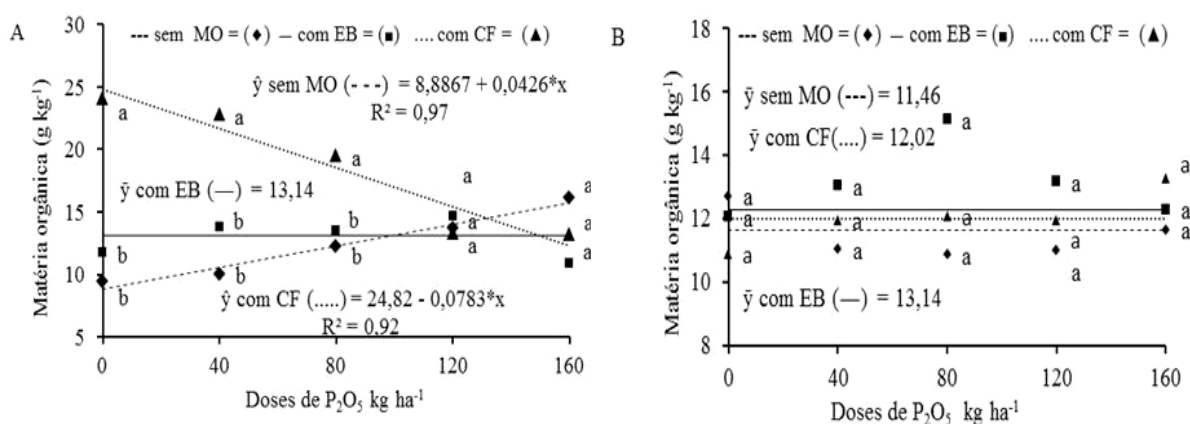 A
--- sem MO = (◆) – com EB = (■) .... com CF = (▲)
Matéria orgânica (g kg⁻¹)
30
25
20
15
10
5
ŷ sem MO (---) = 8,8867 + 0,0426*x
R² = 0,97
ȳ com EB (—) = 13,14
ŷ com CF (.....) = 24,82 - 0,0783*x
R² = 0,92
a a a a a
b b b a a
b b b a a
0 40 80 120 160
Doses de P₂O₅ kg ha⁻¹
B
--- sem MO = (◆) – com EB = (■) .... com CF = (▲)
Matéria orgânica (g kg⁻¹)
18
16
14
12
10
8
ȳ sem MO (---) = 11,46
ȳ com CF(....) = 12,02
ȳ com EB (—) = 13,14
a a a a a
a a a a a
a a a a a
0 40 80 120 160
Doses de P₂O₅ kg ha⁻¹